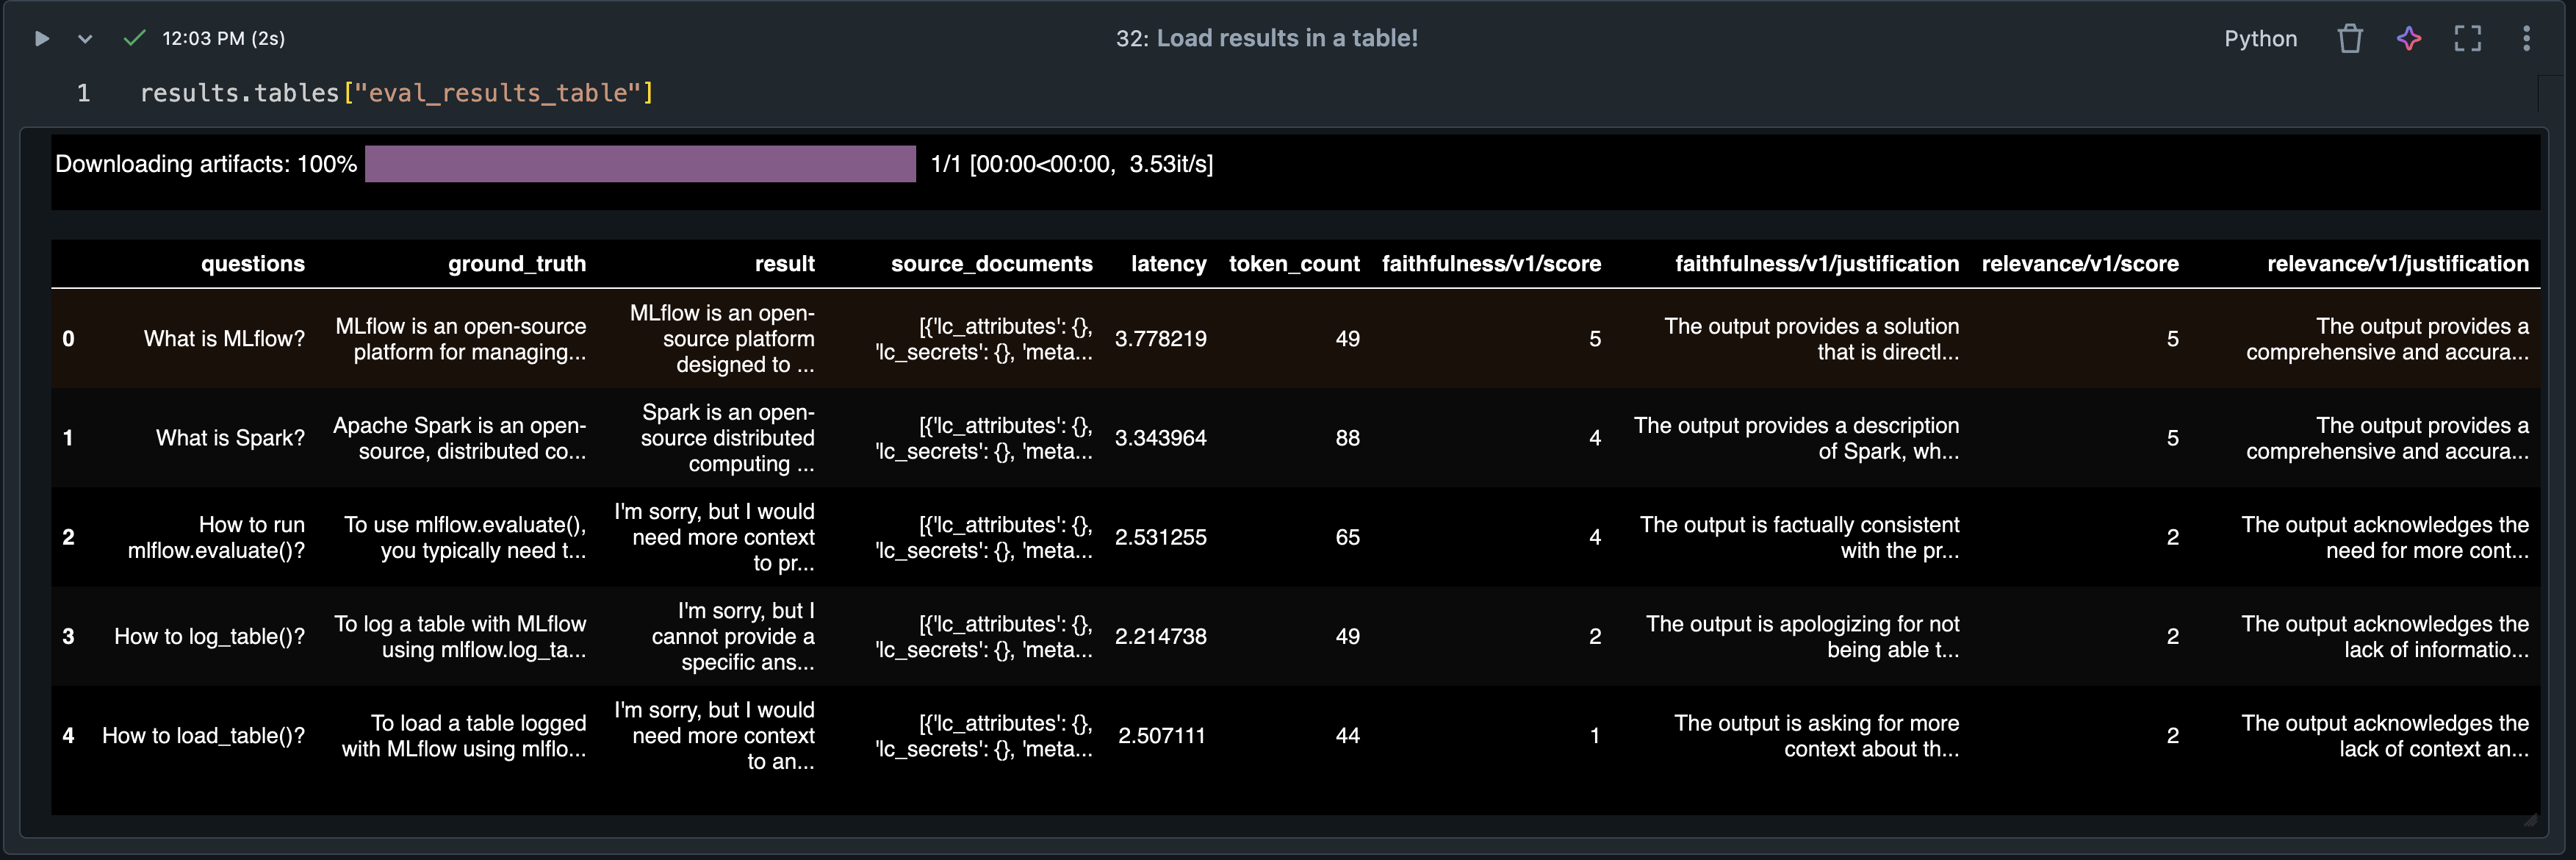 12:03 PM (2s)
32: Load results in a table!
Python
1 results.tables["eval_results_table"]
Downloading artifacts: 100% 1/1 [00:00<00:00, 3.53it/s]
questions ground_truth result source_documents latency token_count faithfulness/v1/score faithfulness/v1/justification relevance/v1/score relevance/v1/justification
0 What is MLflow? MLflow is an open-source platform for managing... MLflow is an open-source platform designed to ... [{'lc_attributes': {}, 'lc_secrets': {}, 'meta... 3.778219 49 5 The output provides a solution that is directl... 5 The output provides a comprehensive and accura...
1 What is Spark? Apache Spark is an open-source, distributed co... Spark is an open-source distributed computing ... [{'lc_attributes': {}, 'lc_secrets': {}, 'meta... 3.343964 88 4 The output provides a description of Spark, wh... 5 The output provides a comprehensive and accura...
2 How to run mlflow.evaluate()? To use mlflow.evaluate(), you typically need t... I'm sorry, but I would need more context to pr... [{'lc_attributes': {}, 'lc_secrets': {}, 'meta... 2.531255 65 4 The output is factually consistent with the pr... 2 The output acknowledges the need for more cont...
3 How to log_table()? To log a table with MLflow using mlflow.log_ta... I'm sorry, but I cannot provide a specific ans... [{'lc_attributes': {}, 'lc_secrets': {}, 'meta... 2.214738 49 2 The output is apologizing for not being able t... 2 The output acknowledges the lack of informatio...
4 How to load_table()? To load a table logged with MLflow using mlflo... I'm sorry, but I would need more context to an... [{'lc_attributes': {}, 'lc_secrets': {}, 'meta... 2.507111 44 1 The output is asking for more context about th... 2 The output acknowledges the lack of context an...